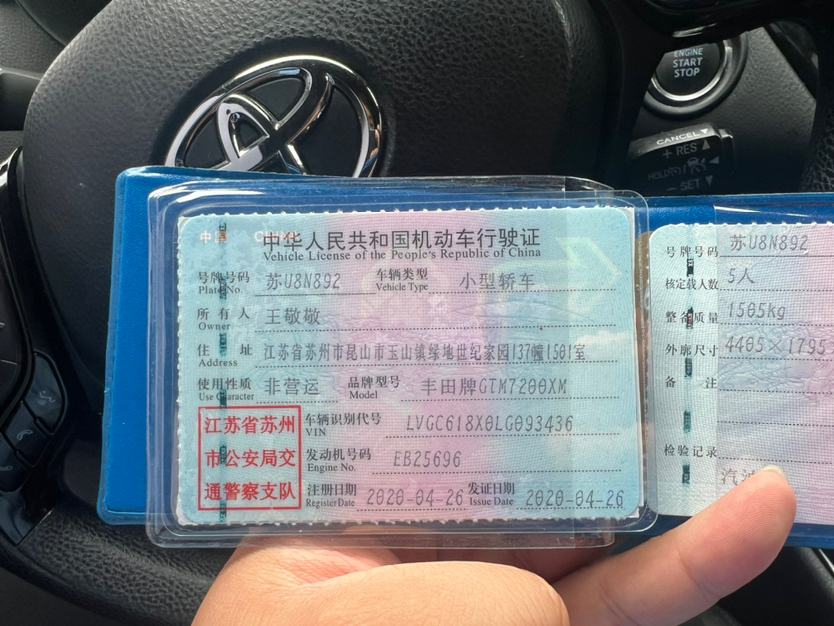 ENGINE
START
STOP
CANCEL
+ RES
HOLD
- SET
中华人民共和国机动车行驶证
Vehicle License of the People's Republic of China
号牌号码 苏U8N892 车辆类型 小型轿车
Plate No. Vehicle Type
所有人 王敬敬
Owner
住址 江苏省苏州市昆山市玉山镇绿地世纪家园137幢1501室
Address
使用性质 非营运 品牌型号 丰田牌GTM7200XM
Use Character Model
江苏省苏州
市公安局交
通警察支队
车辆识别代号 LVGC618X0LG093436
VIN
发动机号码 EB25696
Engine No.
注册日期 2020-04-26 发证日期 2020-04-26
Register Date Issue Date
号牌号码 苏U8N892
核定载人数 5人
整备质量 1505kg
外廓尺寸 4405×1795
备注
检验记录